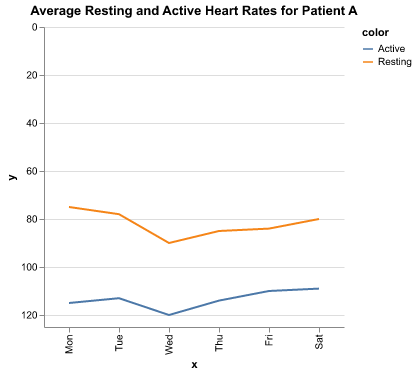 Average Resting and Active Heart Rates for Patient A
color
Active
Resting
0
20
40
60
80
100
120
y
Mon
Tue
Wed
Thu
Fri
Sat
x